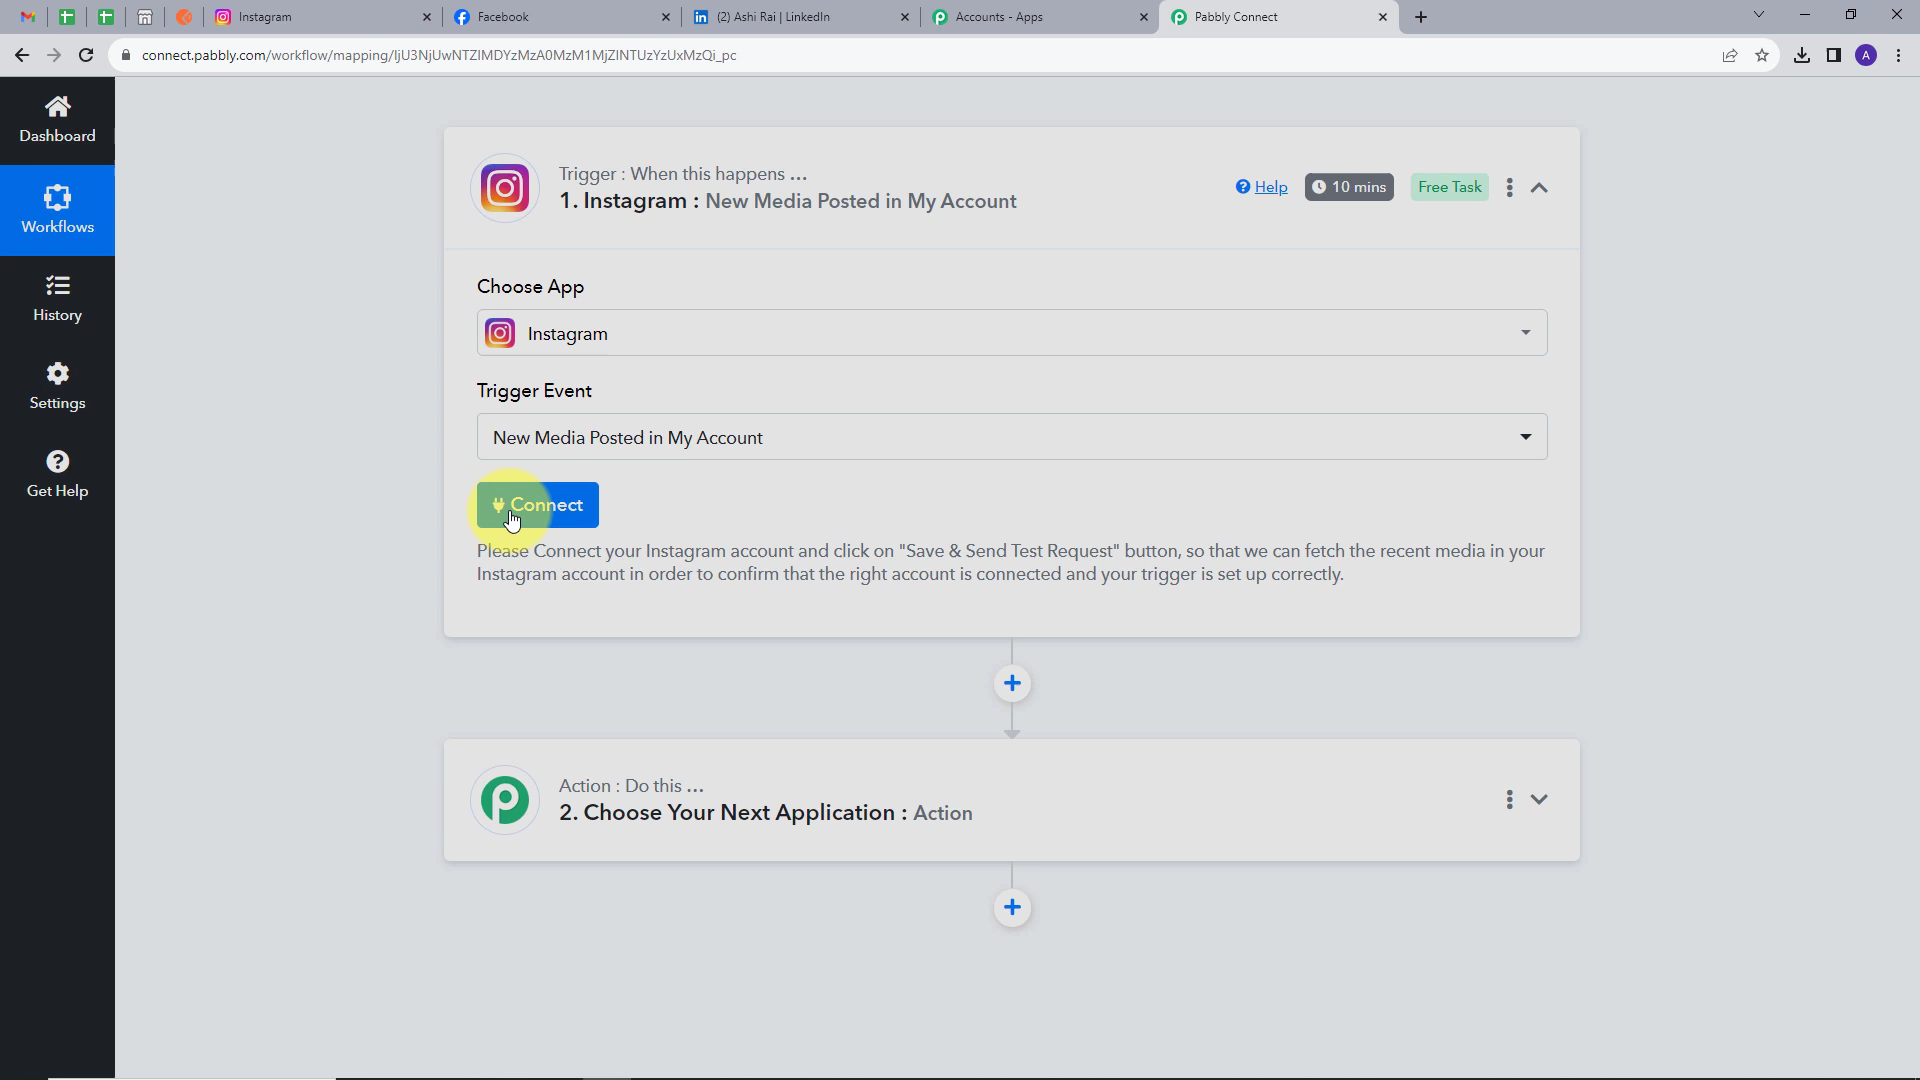 Instagram
Facebook
(2) Ashi Rai | LinkedIn
Accounts - Apps
Pabbly Connect
connect.pabbly.com/workflow/mapping/IjU3NjUwNTZlMDYzMzA0MzM1MjZlNTUzYzUxMzQi_pc
A
Dashboard
Workflows
History
Settings
Get Help
Trigger : When this happens ...
1. Instagram : New Media Posted in My Account
Help
10 mins
Free Task
Choose App
Instagram
Trigger Event
New Media Posted in My Account
Connect
Please Connect your Instagram account and click on "Save & Send Test Request" button, so that we can fetch the recent media in your
Instagram account in order to confirm that the right account is connected and your trigger is set up correctly.
Action : Do this ...
2. Choose Your Next Application : Action